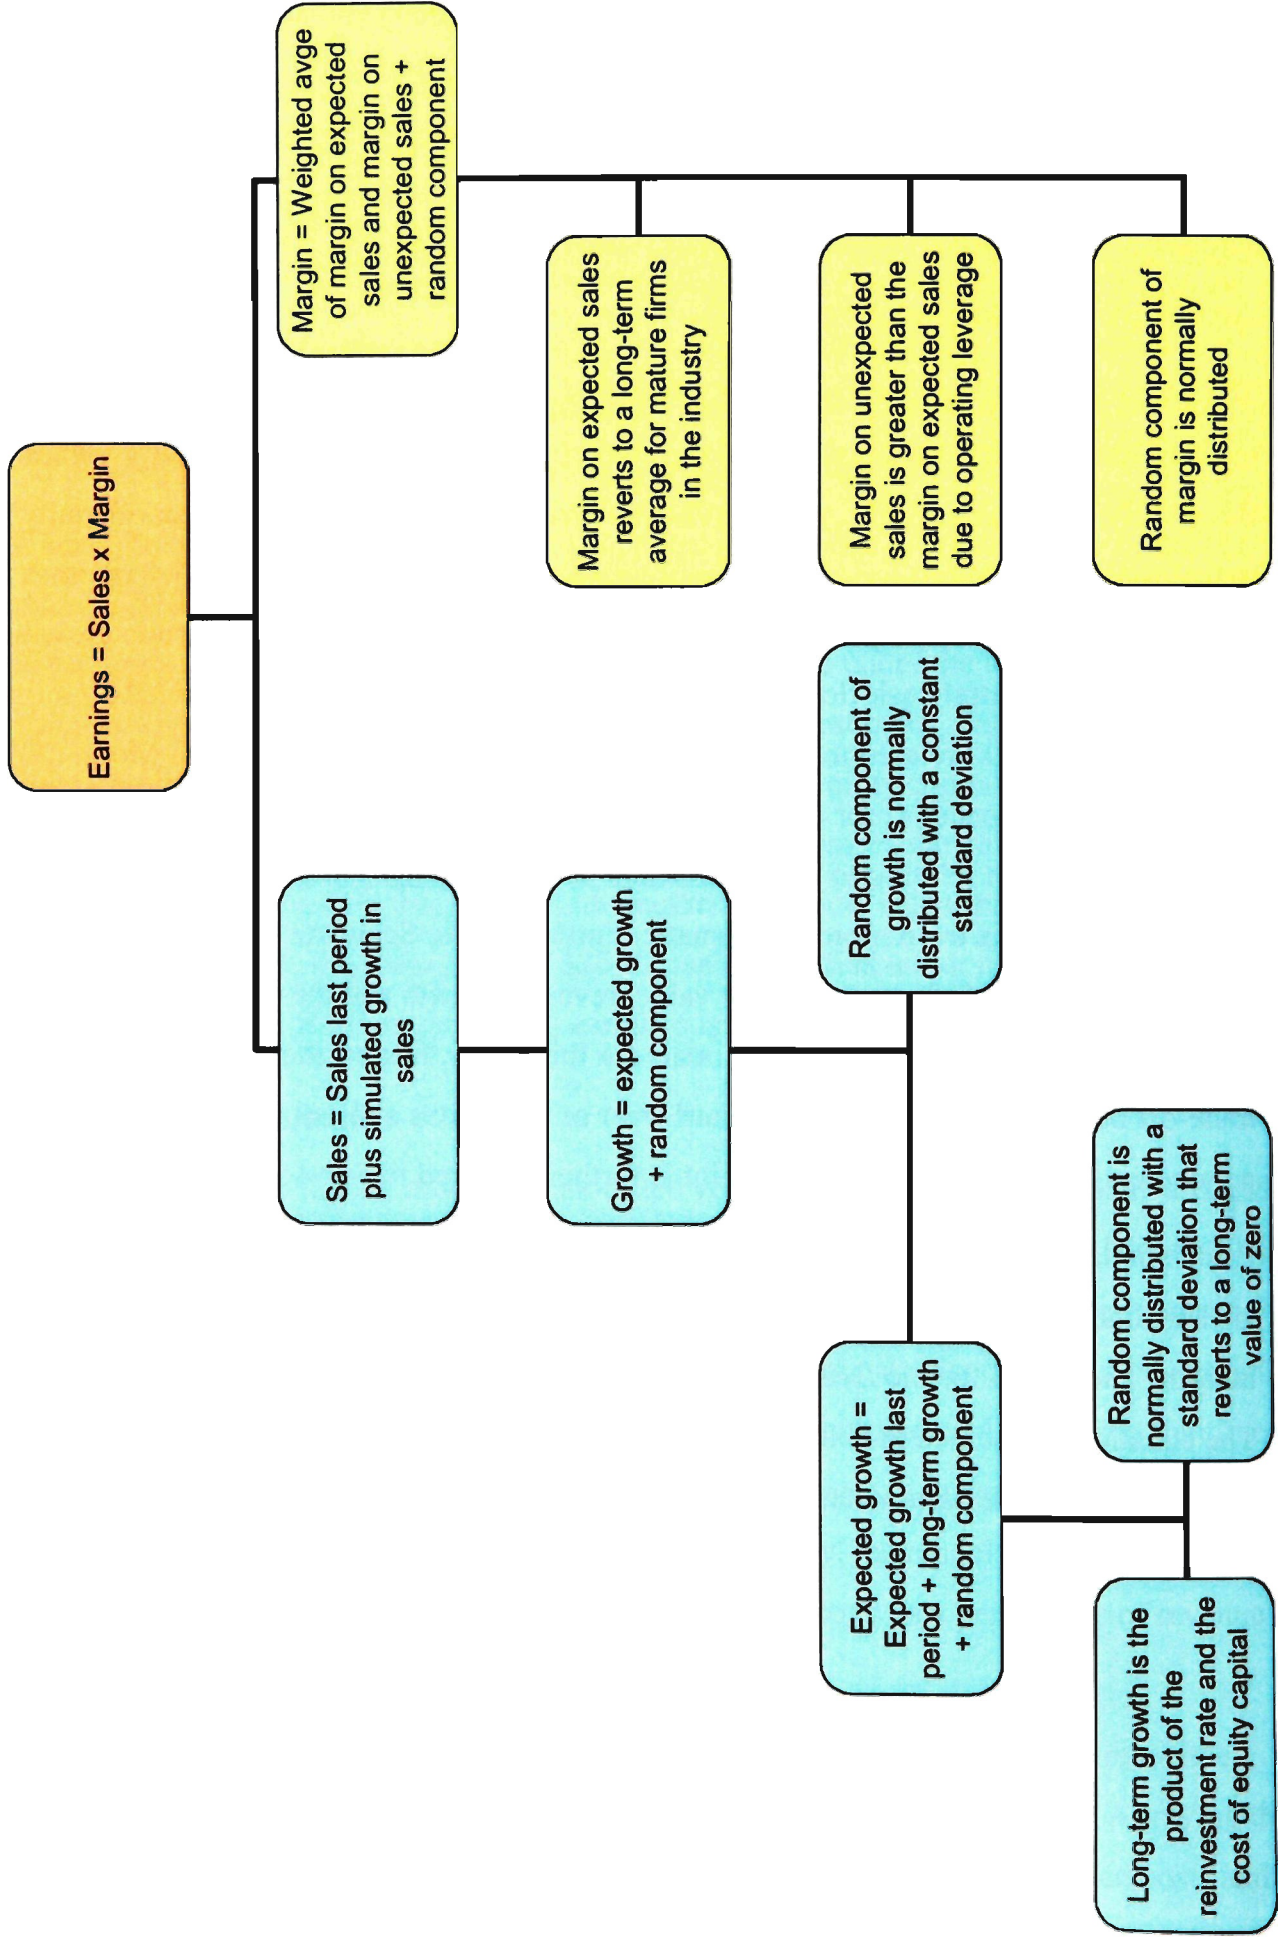 Earnings = Sales x Margin
Sales = Sales last period
plus simulated growth in
sales
Margin = Weighted avge
of margin on expected
sales and margin on
unexpected sales +
random component
Growth = expected growth
+ random component
Margin on expected sales
reverts to a long-term
average for mature firms
in the industry
Expected growth =
Expected growth last
period + long-term growth
+ random component
Random component of
growth is normally
distributed with a constant
standard deviation
Margin on unexpected
sales is greater than the
margin on expected sales
due to operating leverage
Long-term growth is the
product of the
reinvestment rate and the
cost of equity capital
Random component is
normally distributed with a
standard deviation that
reverts to a long-term
value of zero
Random component of
margin is normally
distributed